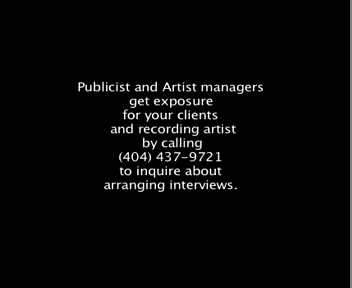 Publicist and Artist managers
get exposure
for your clients
and recording artist
by calling
(404) 437-9721
to inquire about
arranging interviews.